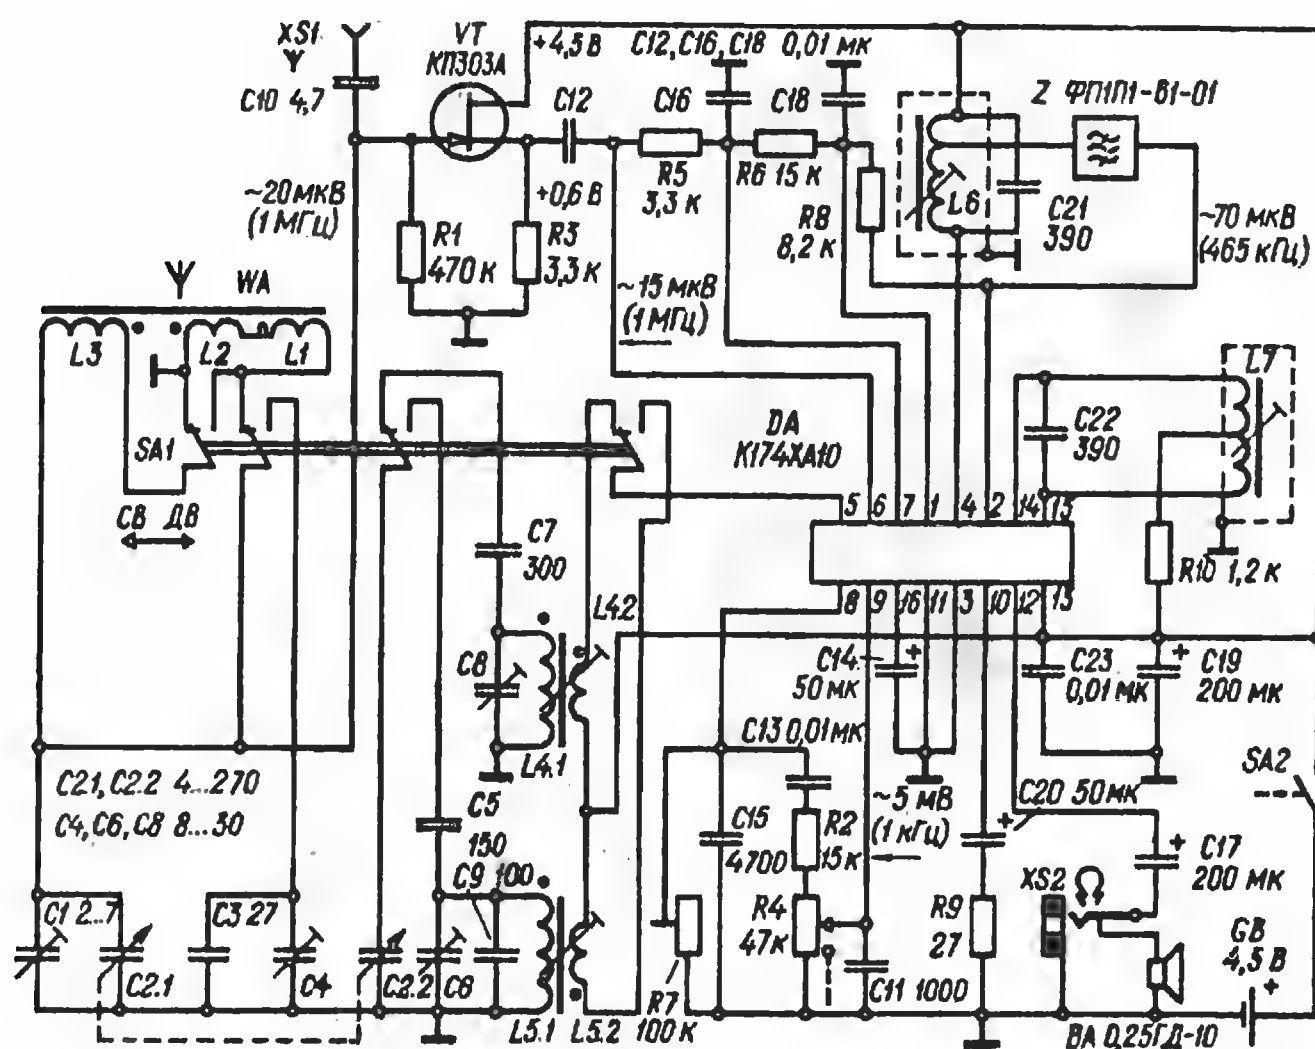 XS1
VT
КП303А
+4,5 В
C12, C16, C18 0,01 мк
Z ФП1П1-61-01
C10 4,7
C12
C16
C18
~20 мкВ
(1 МГц)
+0,6 В
R5
3,3 к
R6 15 к
R8
8,2 к
L6
C21
390
~70 мкВ
(465 кГц)
R1
470 к
R3
3,3 к
~15 мкВ
(1 МГц)
WA
L3
L2
L1
L7
SA1
DA
К174ХА10
C22
390
СВ ДВ
5 6 7 1 4 2 14 15
C7
300
R10 1,2 к
8 9 16 11 3 10 12 13
L4.2
C8
C14
50 мк
C23
0,01 мк
C19
200 мк
L4.1
C13 0,01 мк
C2.1, C2.2 4...270
C4, C6, C8 8...30
SA2
C5
150
~5 мВ
(1 кГц)
C20 50 мк
C15
4700
R2
15 к
C9 100
C17
200 мк
XS2
C1 2...7
C3 27
R4
47 к
R9
27
GB
4,5 В
C2.1
C4
C2.2
C6
R7
100 к
C11 1000
L5.1
L5.2
BA 0,25ГД-10